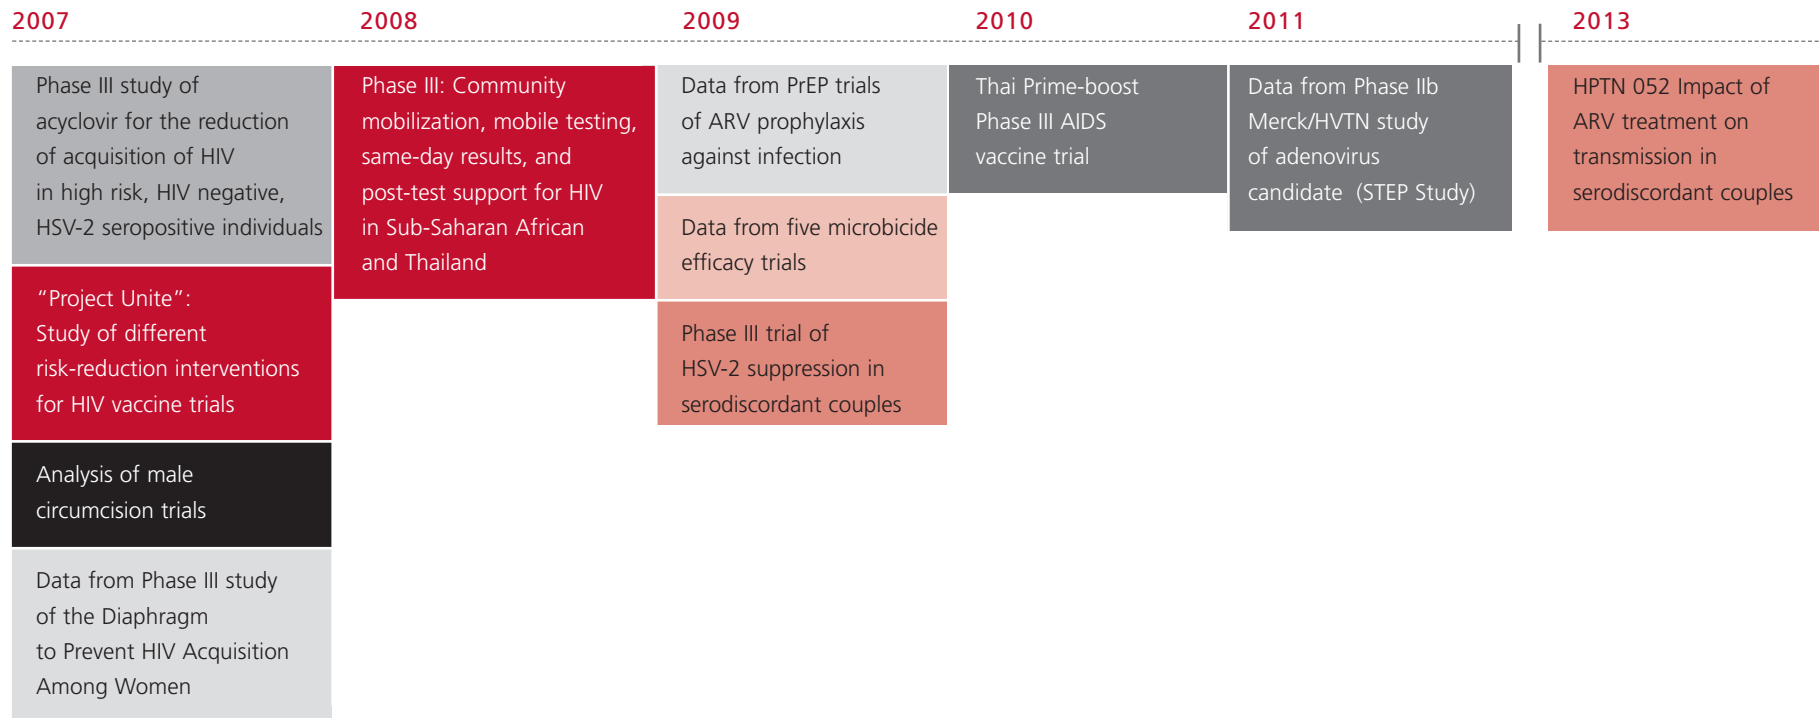 2007
2008
2009
2010
2011
2013
Phase III study of
acyclovir for the reduction
of acquisition of HIV
in high risk, HIV negative,
HSV-2 seropositive individuals
“Project Unite”:
Study of different
risk-reduction interventions
for HIV vaccine trials
Analysis of male
circumcision trials
Data from Phase III study
of the Diaphragm
to Prevent HIV Acquisition
Among Women
Phase III: Community
mobilization, mobile testing,
same-day results, and
post-test support for HIV
in Sub-Saharan African
and Thailand
Data from PrEP trials
of ARV prophylaxis
against infection
Data from five microbicide
efficacy trials
Phase III trial of
HSV-2 suppression in
serodiscordant couples
Thai Prime-boost
Phase III AIDS
vaccine trial
Data from Phase IIb
Merck/HVTN study
of adenovirus
candidate (STEP Study)
HPTN 052 Impact of
ARV treatment on
transmission in
serodiscordant couples